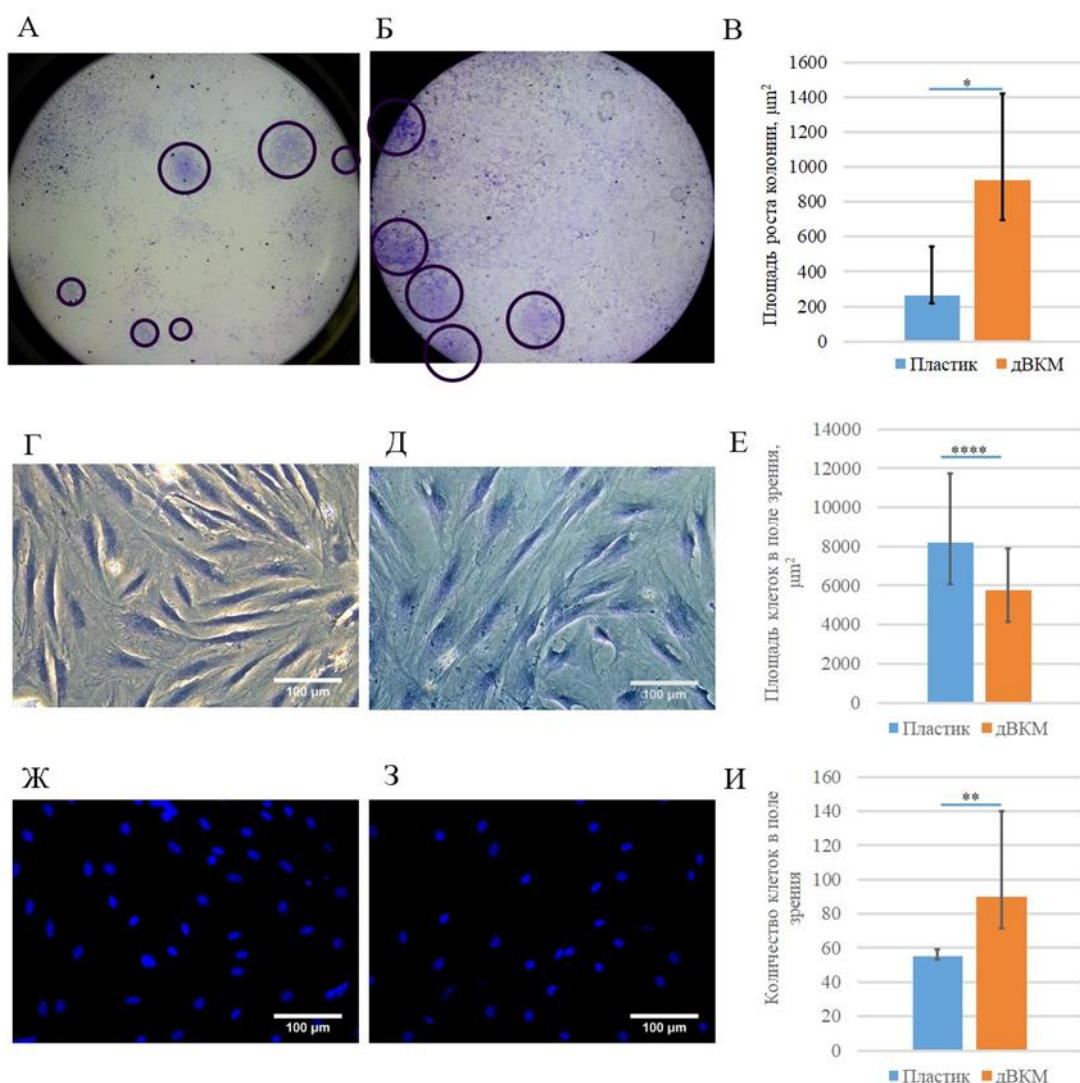 А
Б
В
Площадь роста колонии, µm²
1600
1400
1200
1000
800
600
400
200
0
*
Пластик
дВКМ
Г
100 µm
Д
100 µm
Е
Площадь клеток в поле зрения,
µm²
14000
12000
10000
8000
6000
4000
2000
0
****
Пластик
дВКМ
Ж
100 µm
З
100 µm
И
Количество клеток в поле
зрения
160
140
120
100
80
60
40
20
0
**
Пластик
дВКМ